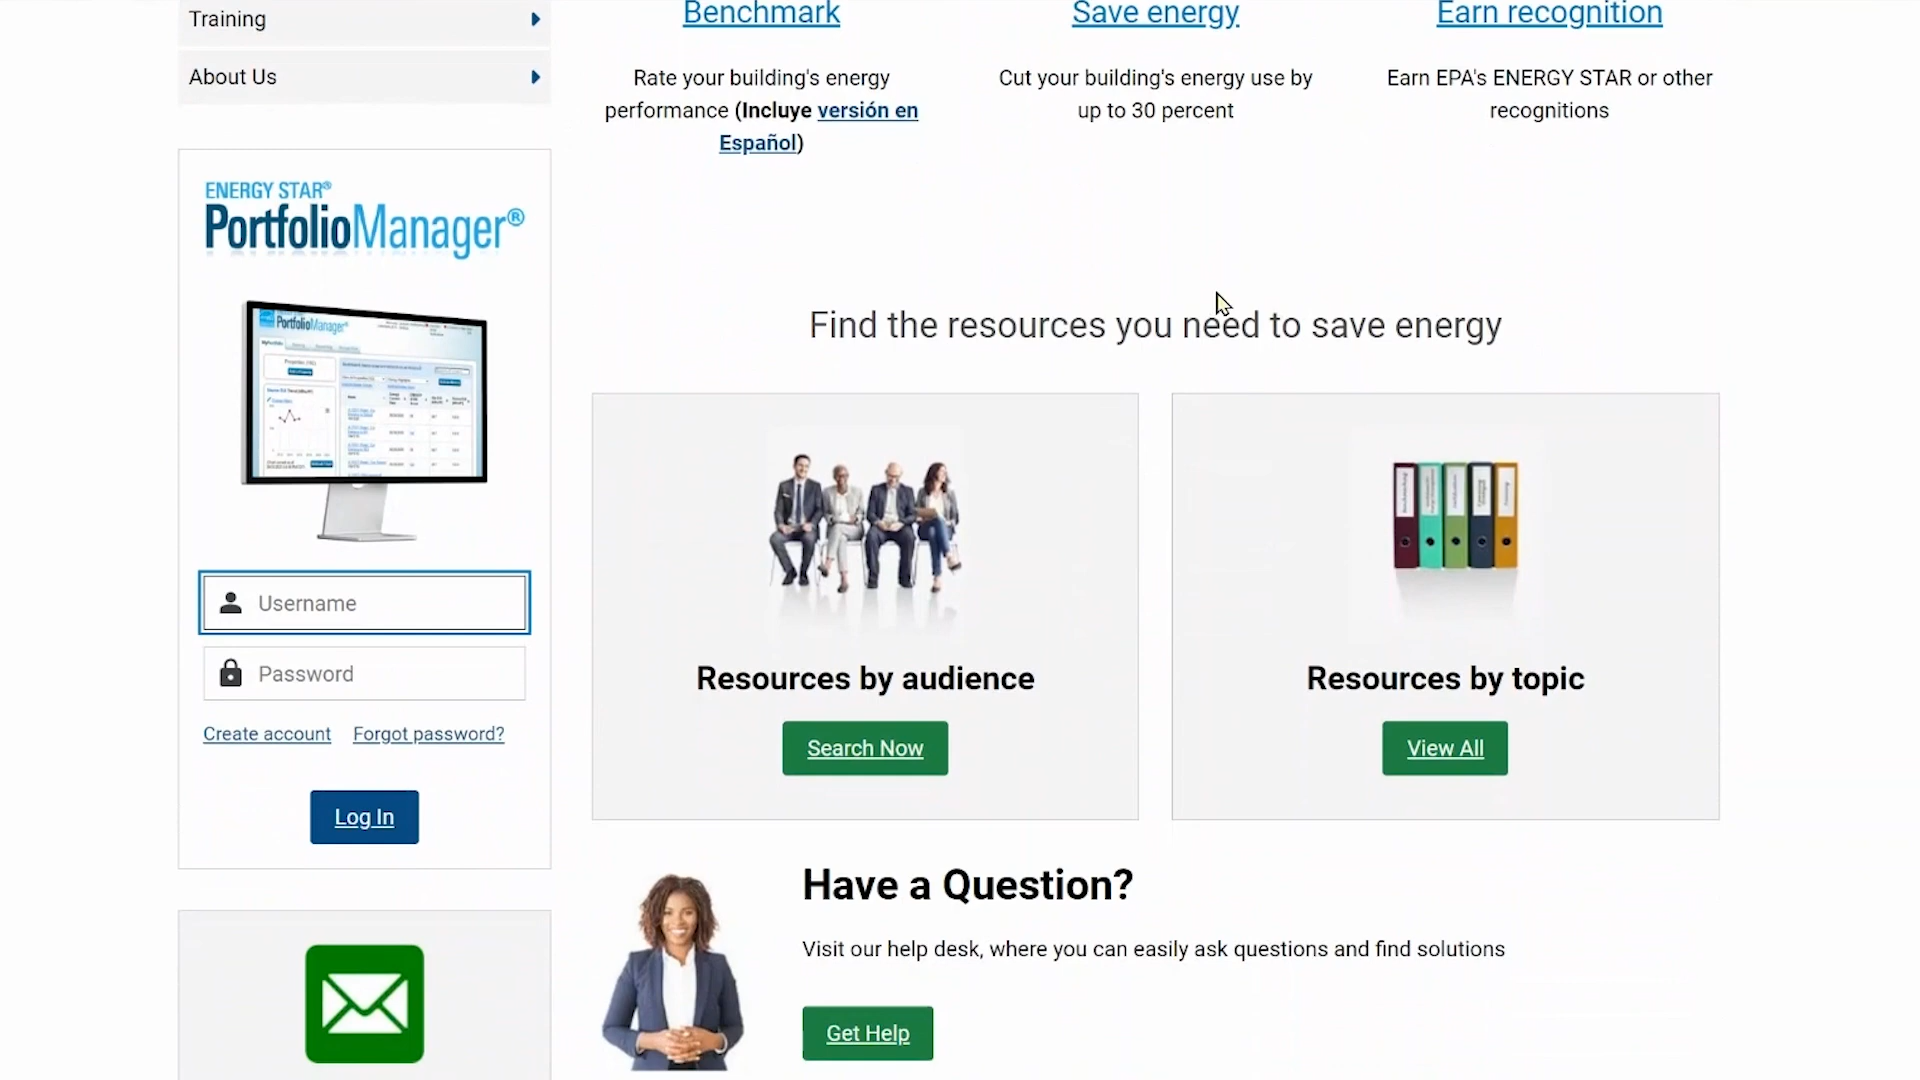 Training
About Us
ENERGY STAR®
PortfolioManager®
PortfolioManager®
Username
Password
Create account Forgot password?
Log In
Benchmark
Rate your building's energy
performance (Incluye versión en
Español)
Save energy
Cut your building's energy use by
up to 30 percent
Earn recognition
Earn EPA's ENERGY STAR or other
recognitions
Find the resources you need to save energy
Resources by audience
Search Now
Resources by topic
View All
Have a Question?
Visit our help desk, where you can easily ask questions and find solutions
Get Help